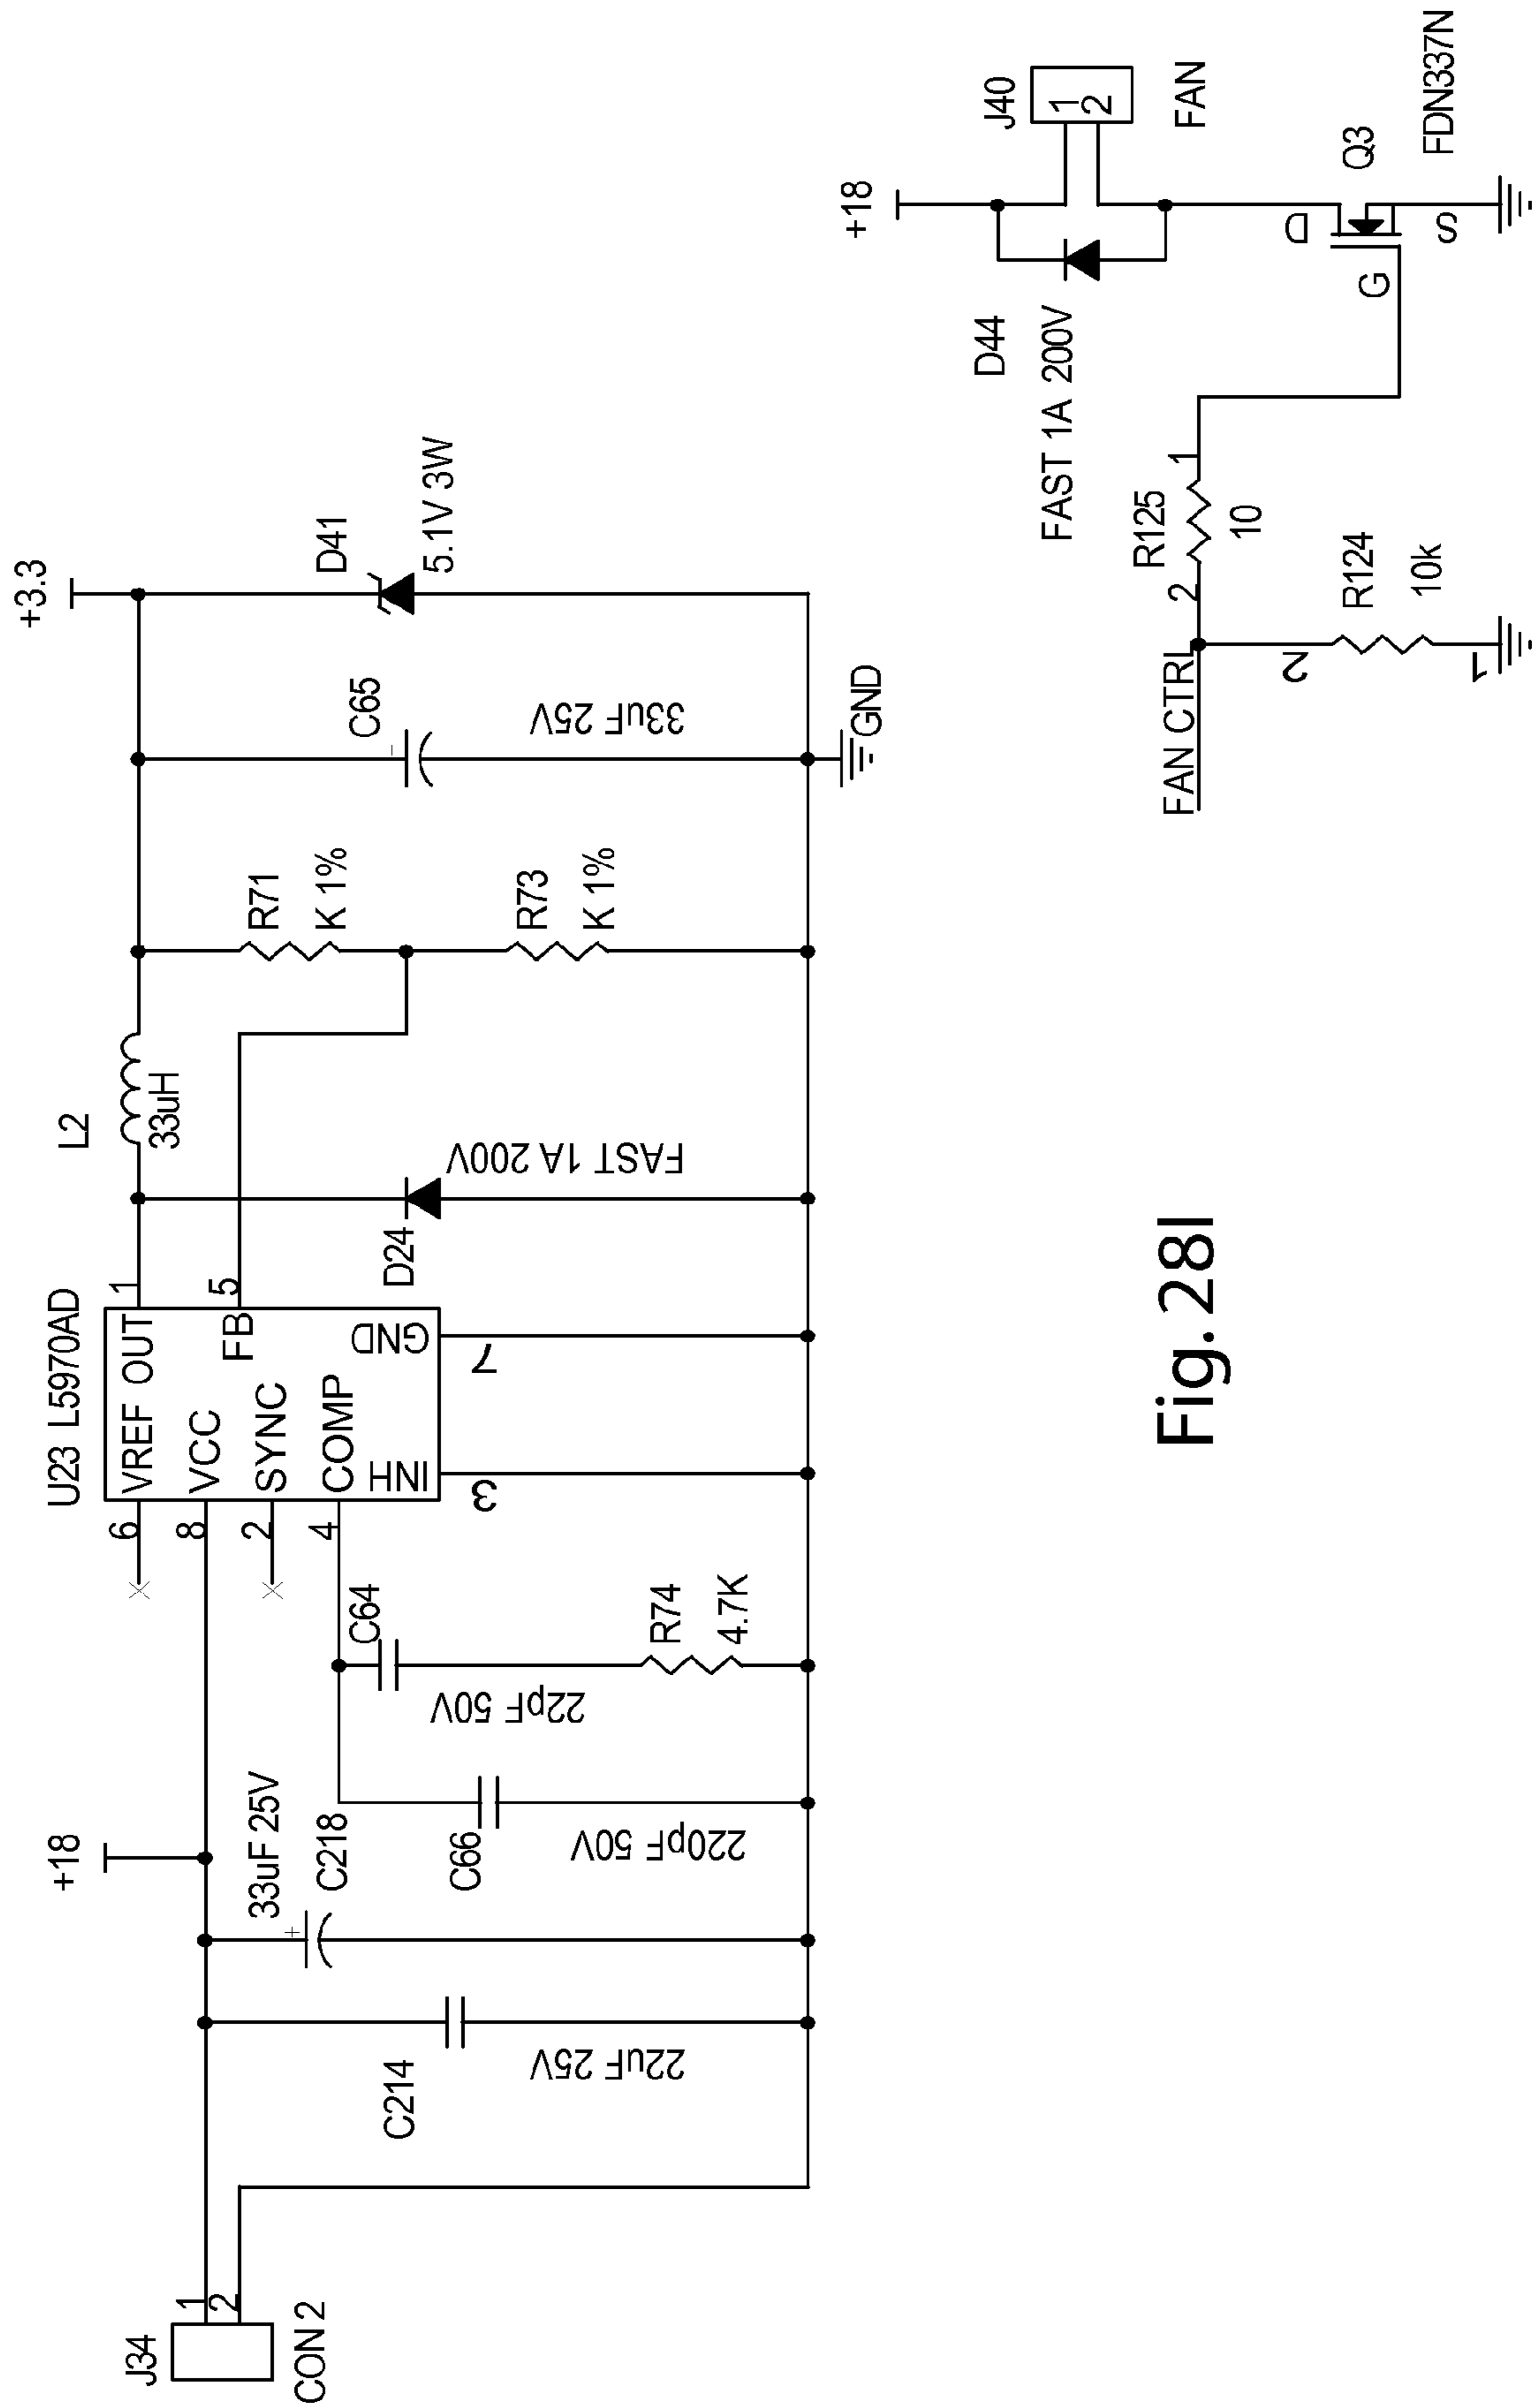 J34
1
2
CON 2
+18
C214
22uF 25V
33uF 25V
C218
+
C66
220pF 50V
C64
22pF 50V
R74
4.7K
U23 L5970AD
6
8
2
4
VREF OUT
VCC
SYNC
COMP
INH
FB
GND
1
5
3
7
D24
FAST 1A 200V
L2
33uH
R71
K 1%
R73
K 1%
C65
-
33uF 25V
GND
+3.3
D41
5.1V 3W
FAN CTRL
2
R125
1
10
2
R124
10k
1
+18
D44
FAST 1A 200V
J40
1
2
FAN
D
G
S
Q3
FDN337N
Fig. 28I